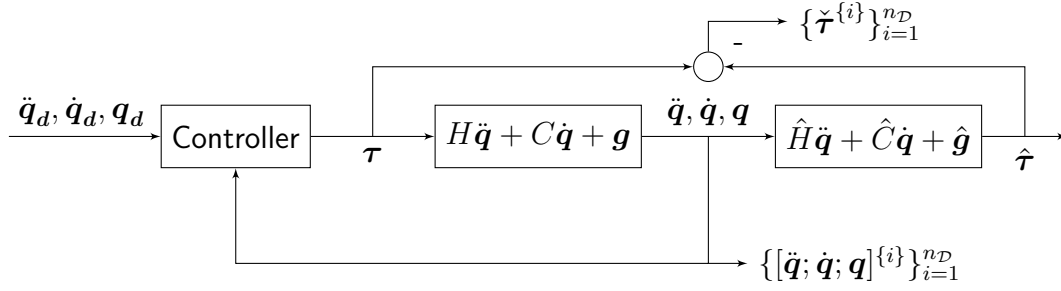 {τ̌^{i}}_{i=1}^{n_𝒟}
-
q̈_d, q̇_d, q_d
Controller
τ
Hq̈ + Cq̇ + g
q̈, q̇, q
Ĥq̈ + Ĉq̇ + ĝ
τ̂
{[q̈; q̇; q]^{i}}_{i=1}^{n_𝒟}